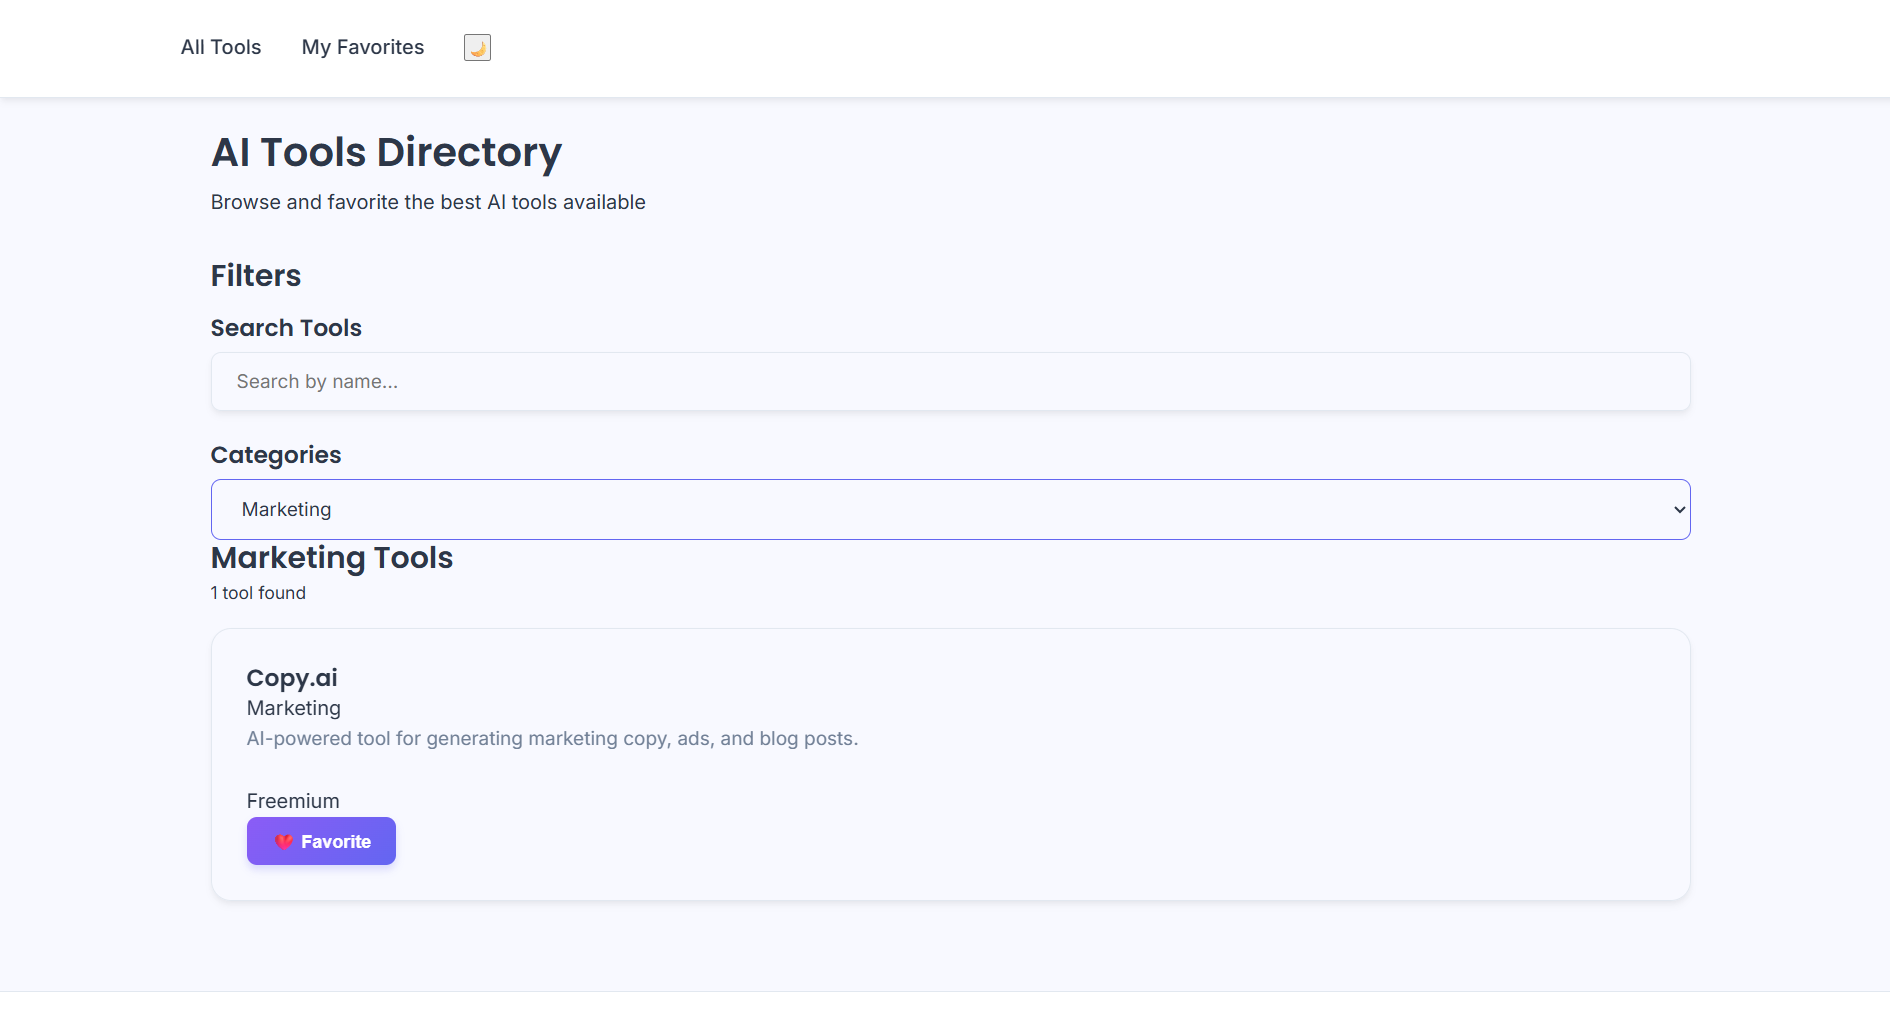 All Tools My Favorites 🌙
AI Tools Directory
Browse and favorite the best AI tools available
Filters
Search Tools
Search by name...
Categories
Marketing
Marketing Tools
1 tool found
Copy.ai
Marketing
AI-powered tool for generating marketing copy, ads, and blog posts.
Freemium
❤️ Favorite